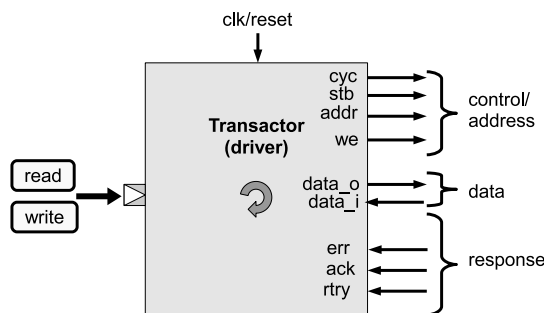 clk/reset
Transactor
(driver)
read
write
cyc
stb
addr
we
data_o
data_i
err
ack
rtry
control/
address
data
response